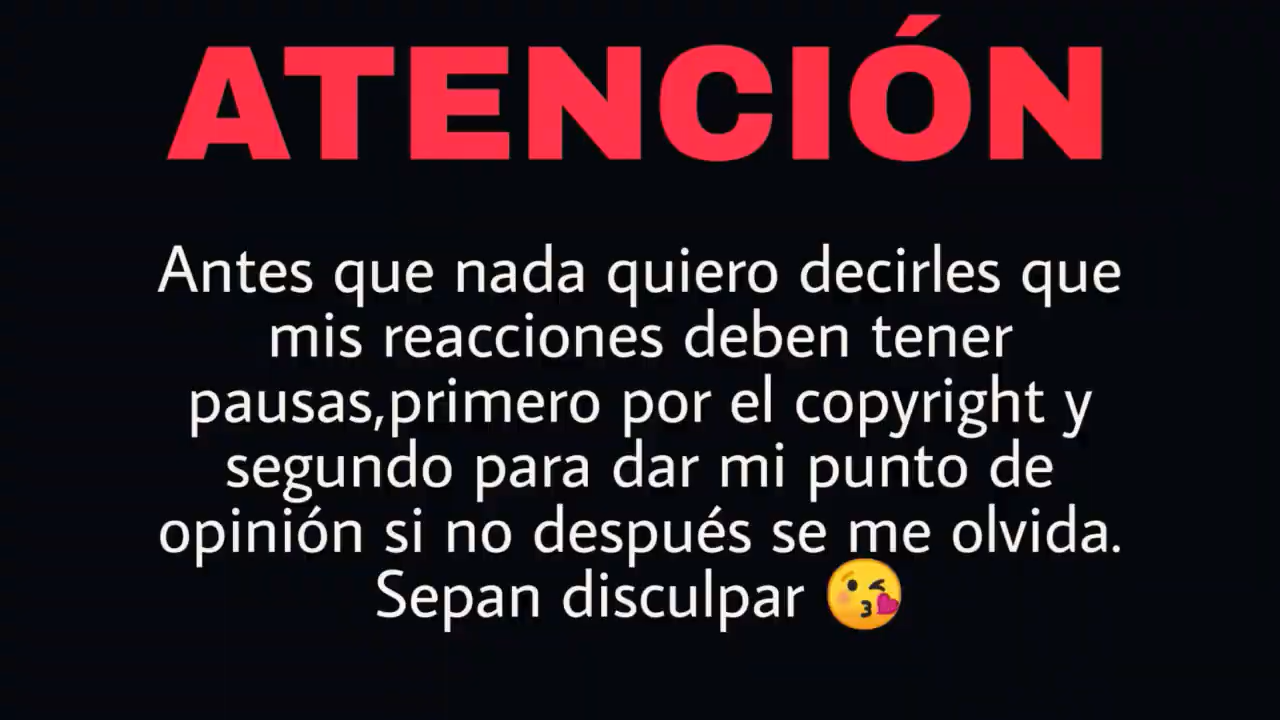 ATENCIÓN
Antes que nada quiero decirles que
mis reacciones deben tener
pausas,primero por el copyright y
segundo para dar mi punto de
opinión si no después se me olvida.
Sepan disculpar 😘